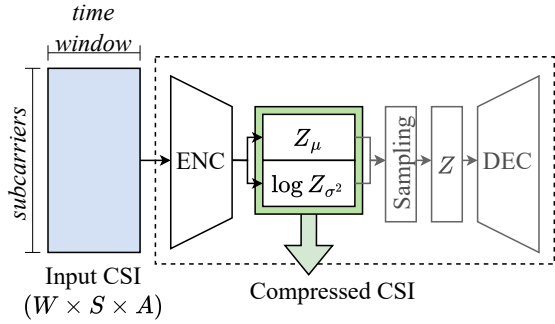 time
window
subcarriers
ENC
Z_μ
log Z_σ²
Sampling
Z
DEC
Input CSI
(W × S × A)
Compressed CSI